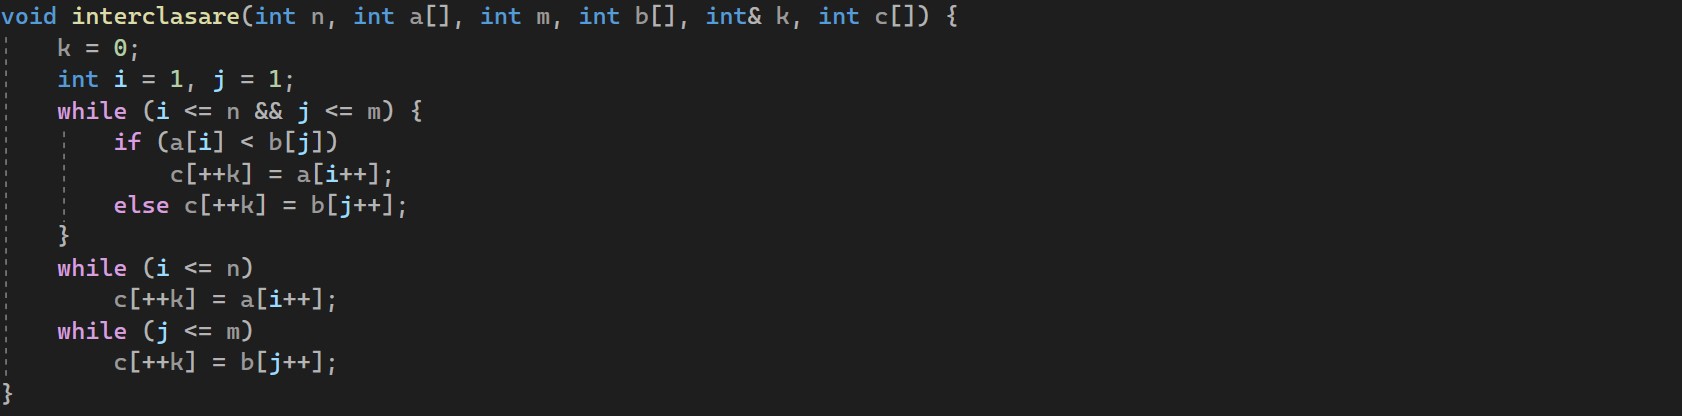 void interclasare(int n, int a[], int m, int b[], int& k, int c[]) {
    k = 0;
    int i = 1, j = 1;
    while (i <= n && j <= m) {
        if (a[i] < b[j])
            c[++k] = a[i++];
        else c[++k] = b[j++];
    }
    while (i <= n)
        c[++k] = a[i++];
    while (j <= m)
        c[++k] = b[j++];
}